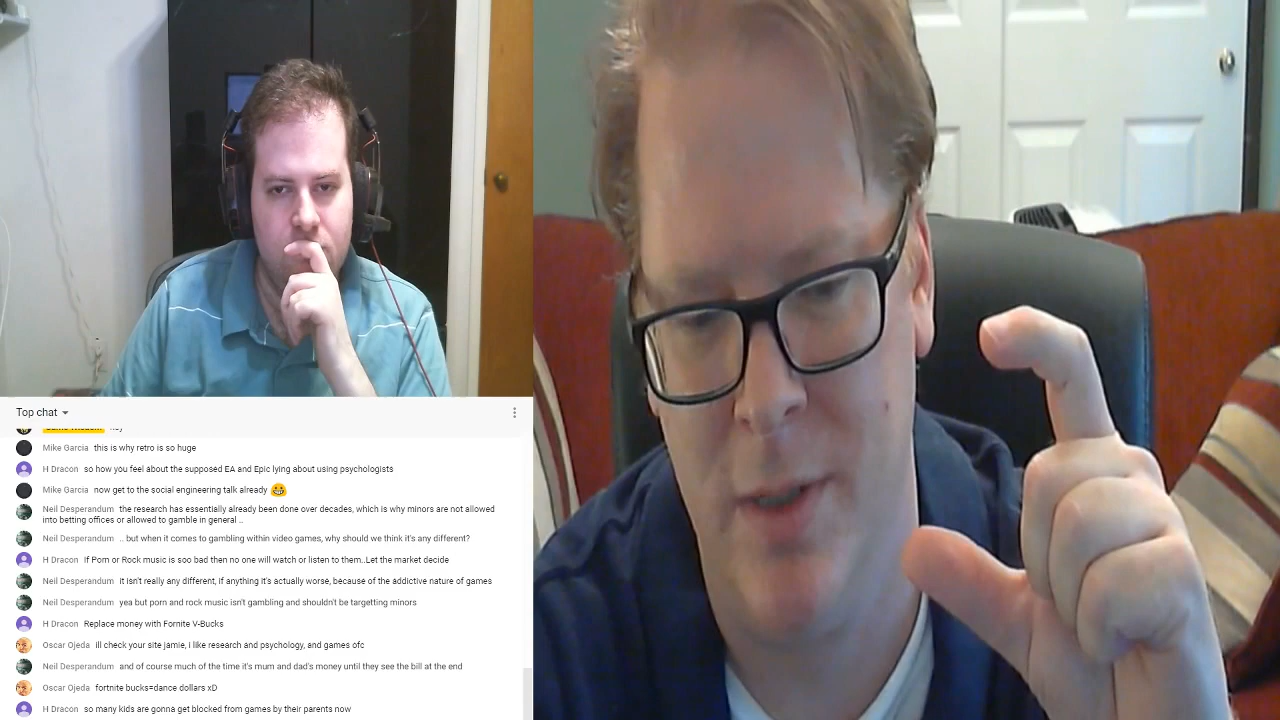 Top chat
Mike Garcia this is why retro is so huge
H Dracon so how you feel about the supposed EA and Epic lying about using psychologists
Mike Garcia now get to the social engineering talk already
Neil Desperandum the research has essentially already been done over decades, which is why minors are not allowed
into betting offices or allowed to gamble in general ..
Neil Desperandum .. but when it comes to gambling within video games, why should we think it's any different?
H Dracon If Porn or Rock music is soo bad then no one will watch or listen to them..Let the market decide
Neil Desperandum it isn't really any different, if anything it's actually worse, because of the addictive nature of games
Neil Desperandum yea but porn and rock music isn't gambling and shouldn't be targetting minors
H Dracon Replace money with Fornite V-Bucks
Oscar Ojeda ill check your site jamie, i like research and psychology, and games ofc
Neil Desperandum and of course much of the time it's mum and dad's money until they see the bill at the end
Oscar Ojeda fortnite bucks=dance dollars xD
H Dracon so many kids are gonna get blocked from games by their parents now